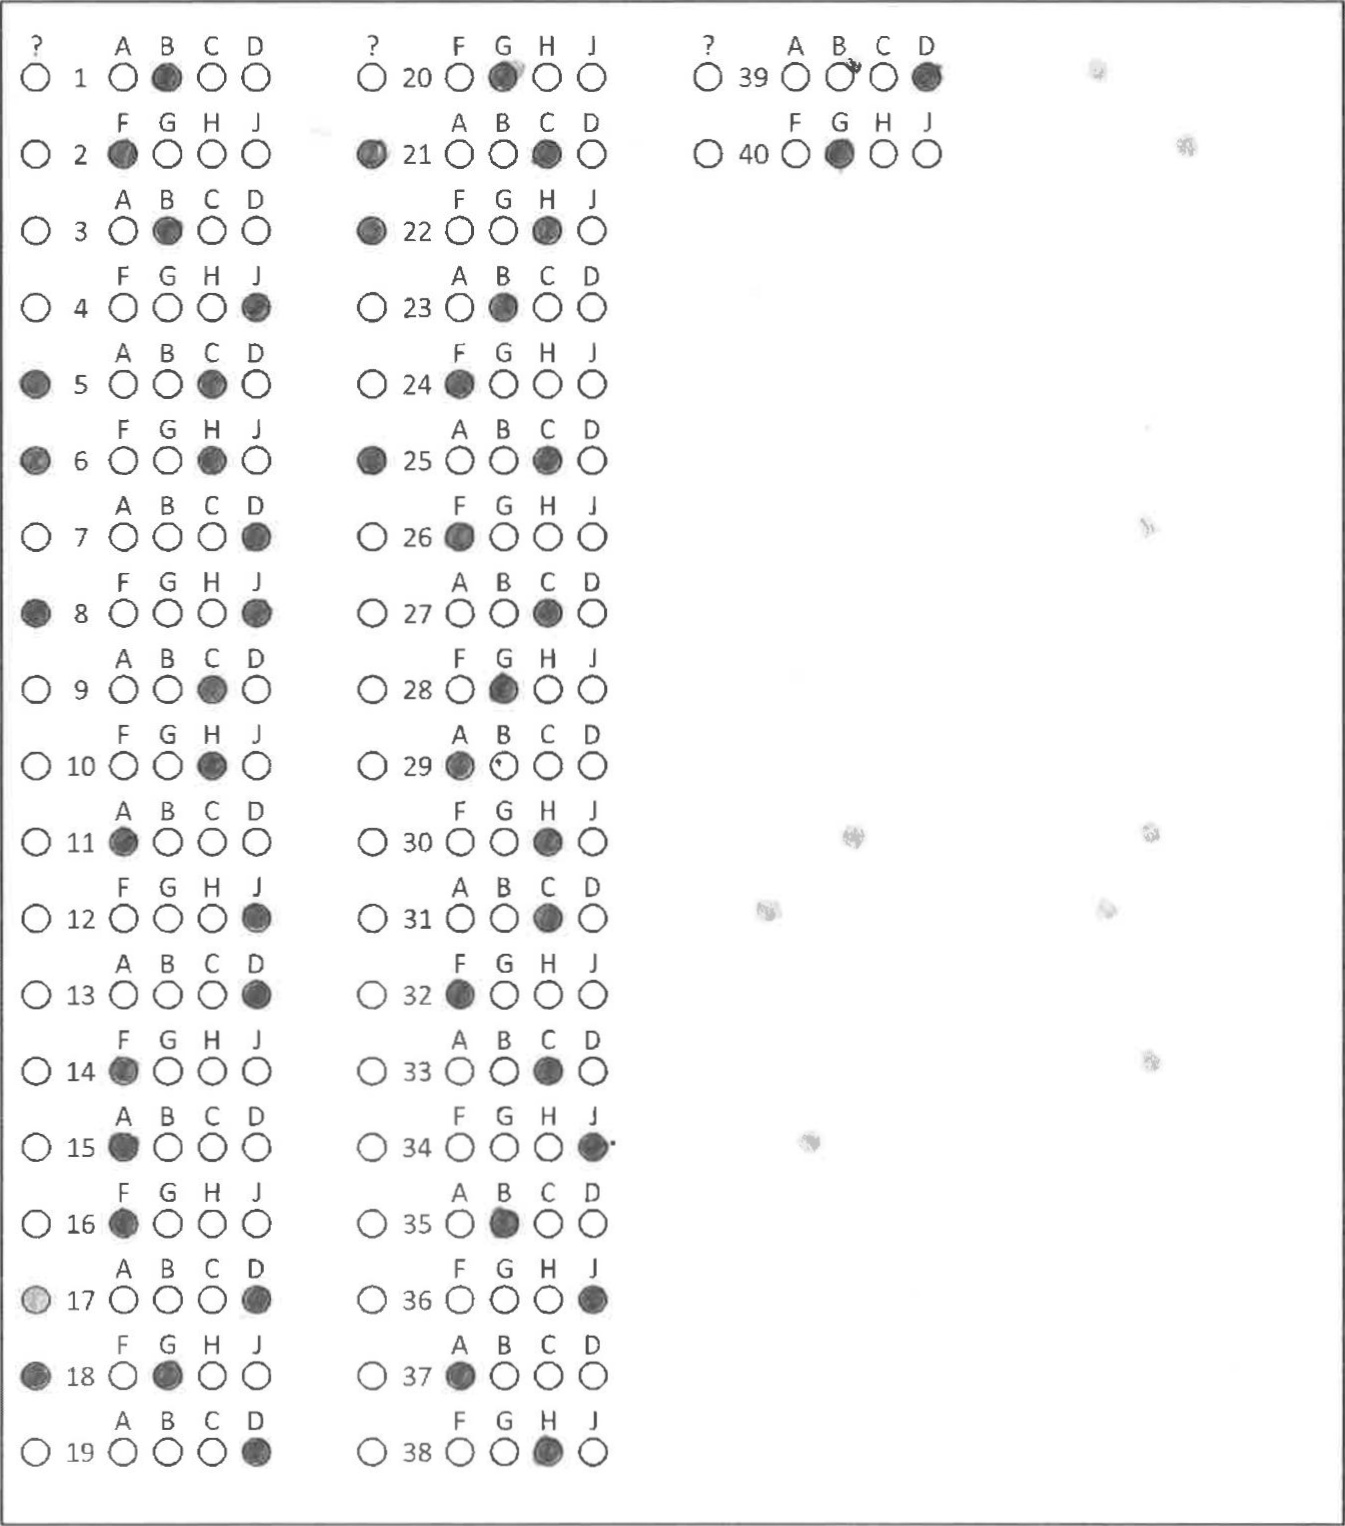 ? A B C D
1
F G H J
2
A B C D
3
F G H J
4
A B C D
5
F G H J
6
A B C D
7
F G H J
8
A B C D
9
F G H J
10
A B C D
11
F G H J
12
A B C D
13
F G H J
14
A B C D
15
F G H J
16
A B C D
17
F G H J
18
A B C D
19
? F G H J
20
A B C D
21
F G H J
22
A B C D
23
F G H J
24
A B C D
25
F G H J
26
A B C D
27
F G H J
28
A B C D
29
F G H J
30
A B C D
31
F G H J
32
A B C D
33
F G H J
34
A B C D
35
F G H J
36
A B C D
37
F G H J
38
? A B C D
39
F G H J
40